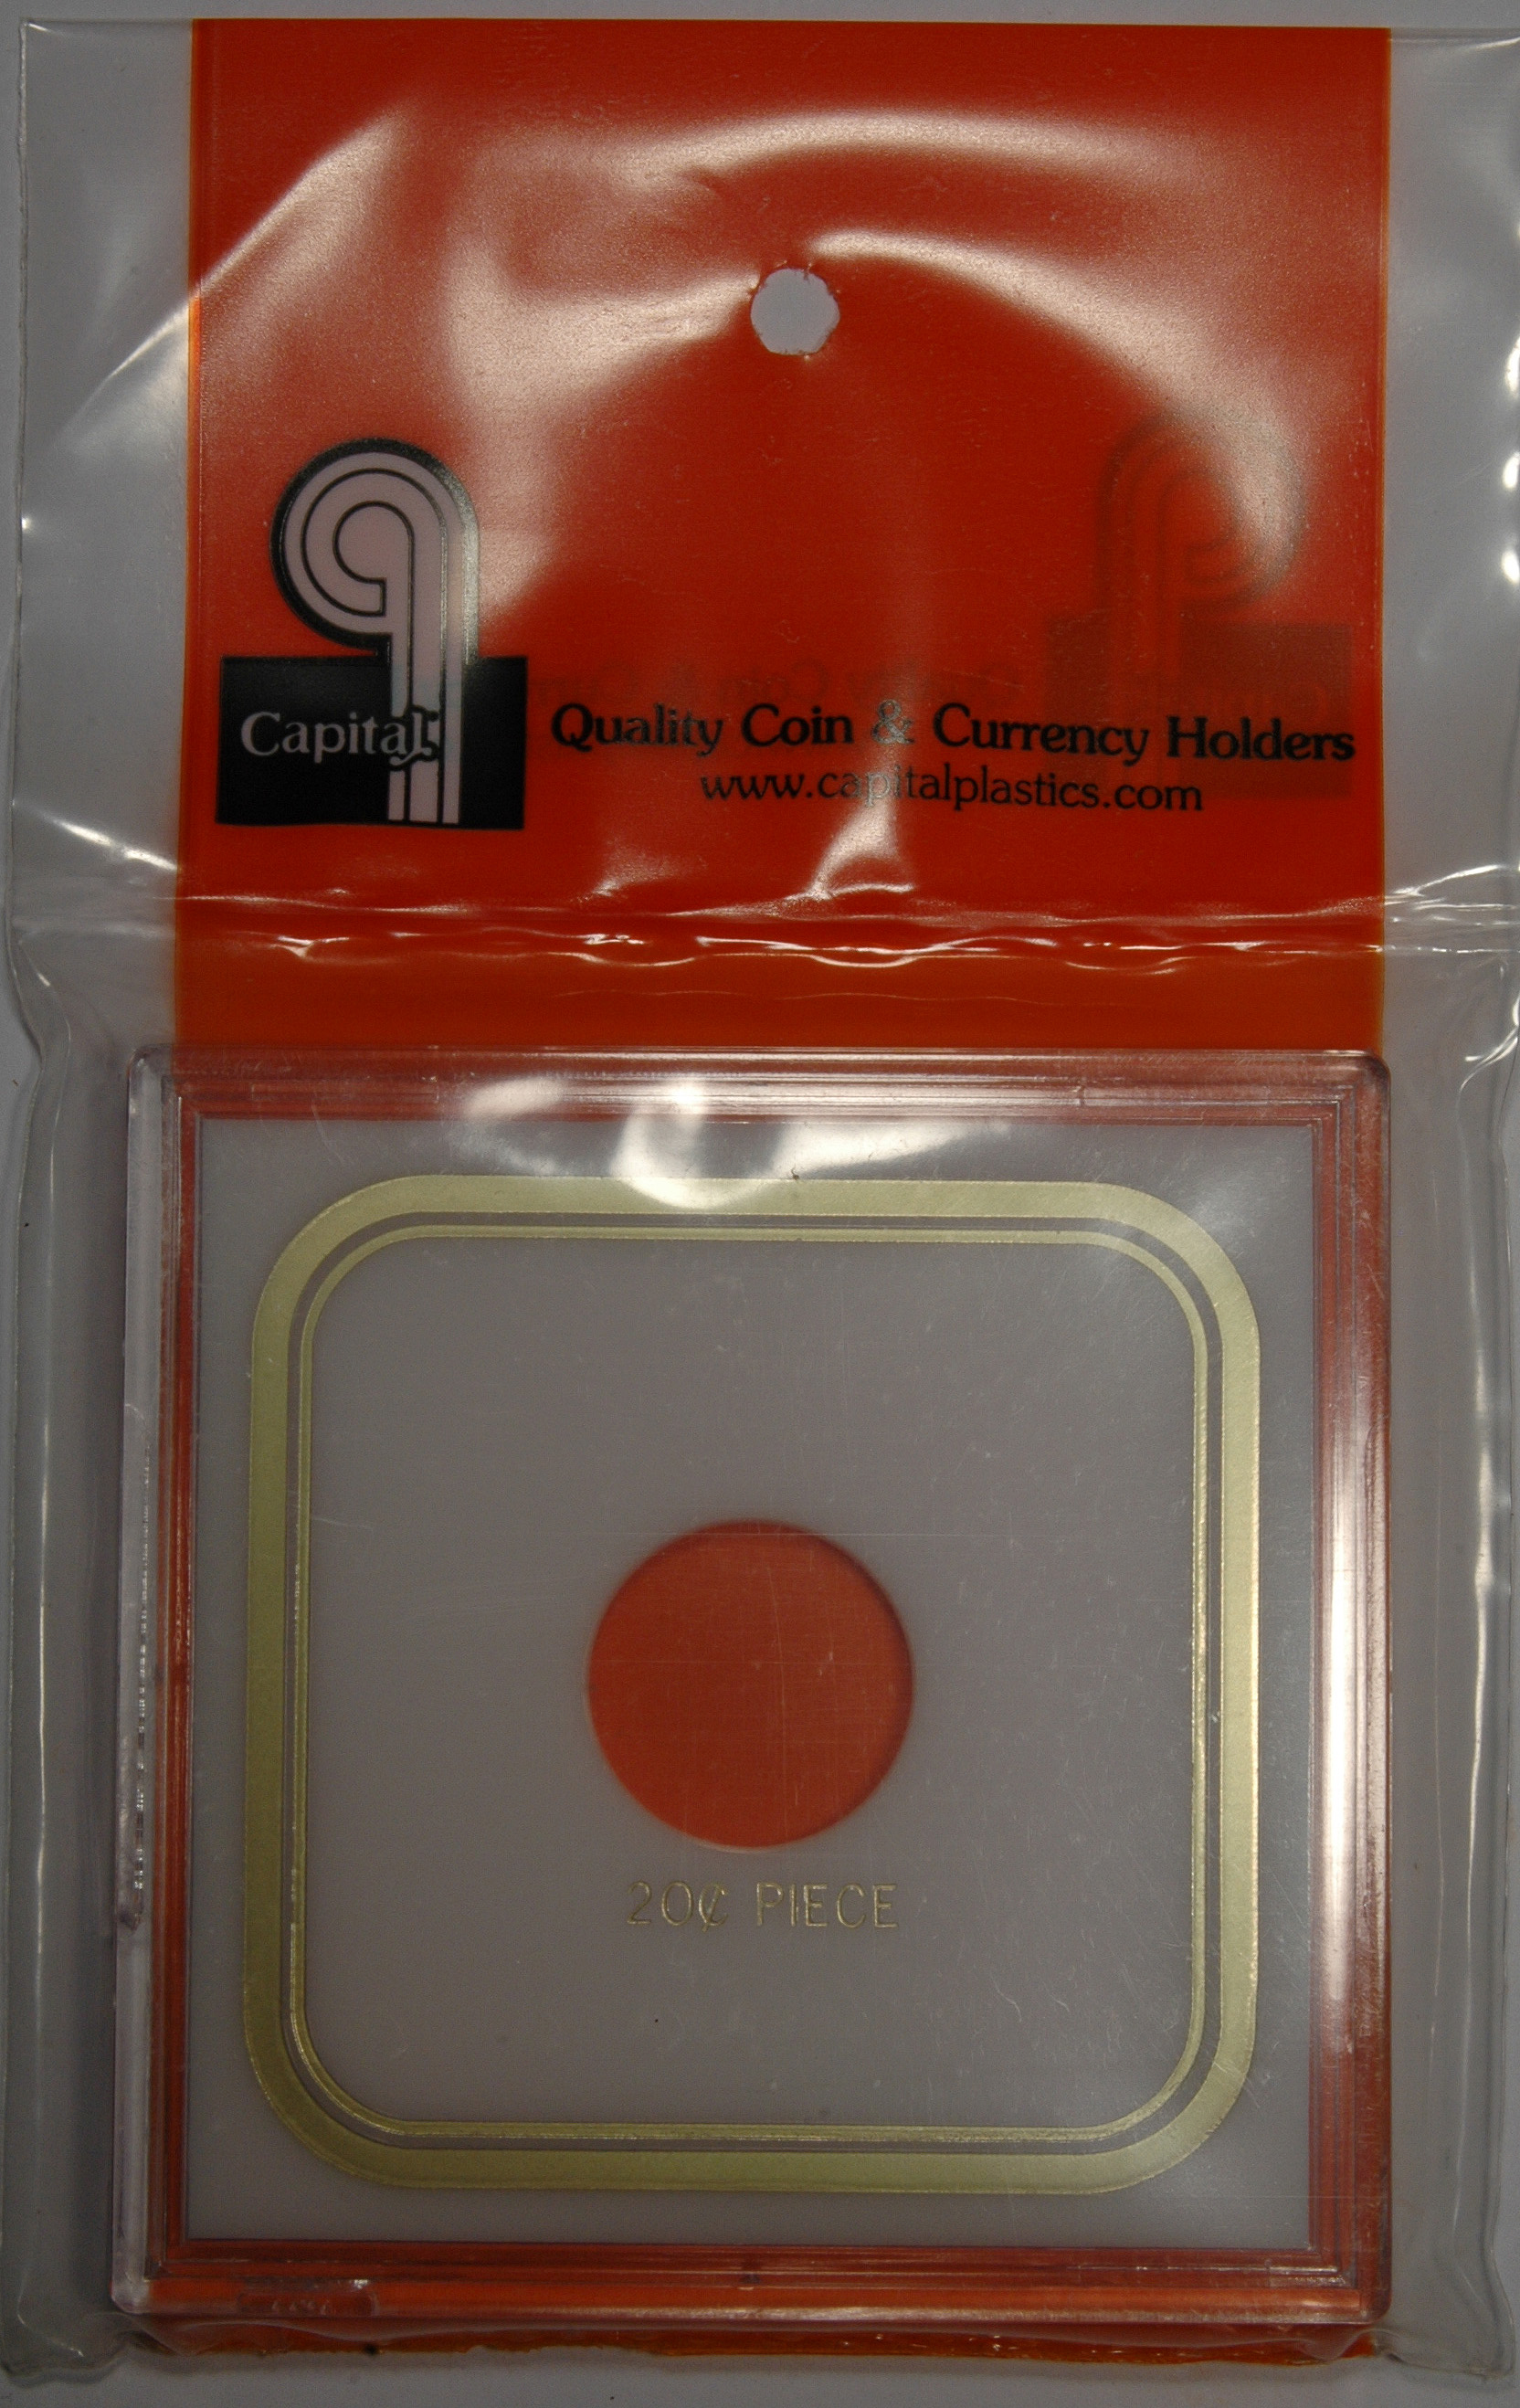 Capital
Quality Coin & Currency Holders
www.capitalplastics.com
20¢ PIECE